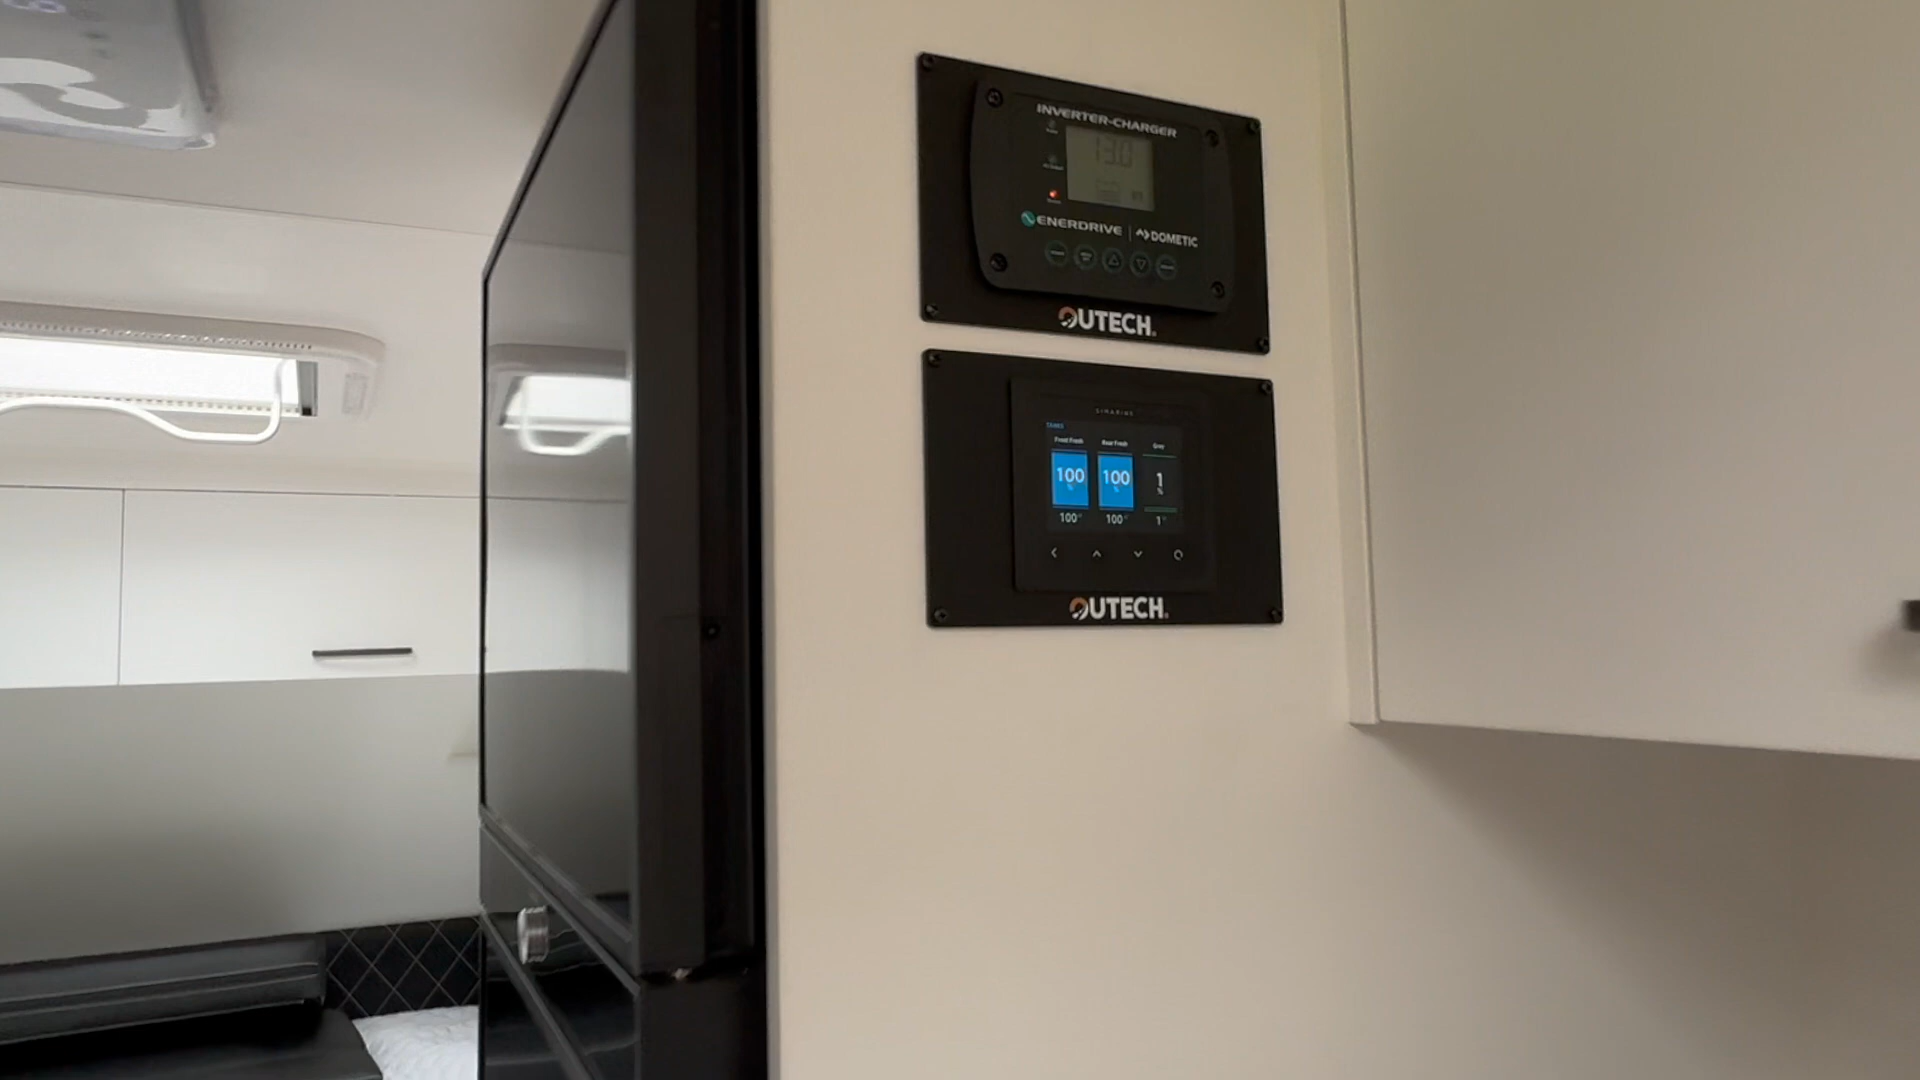 INVERTER-CHARGER
13.0
ENERDRIVE | DOMETIC
OUTECH
SIMARINE
TANKS
Front Fresh Rear Fresh Grey
100 % 100 % 1 %
100 100 1
OUTECH